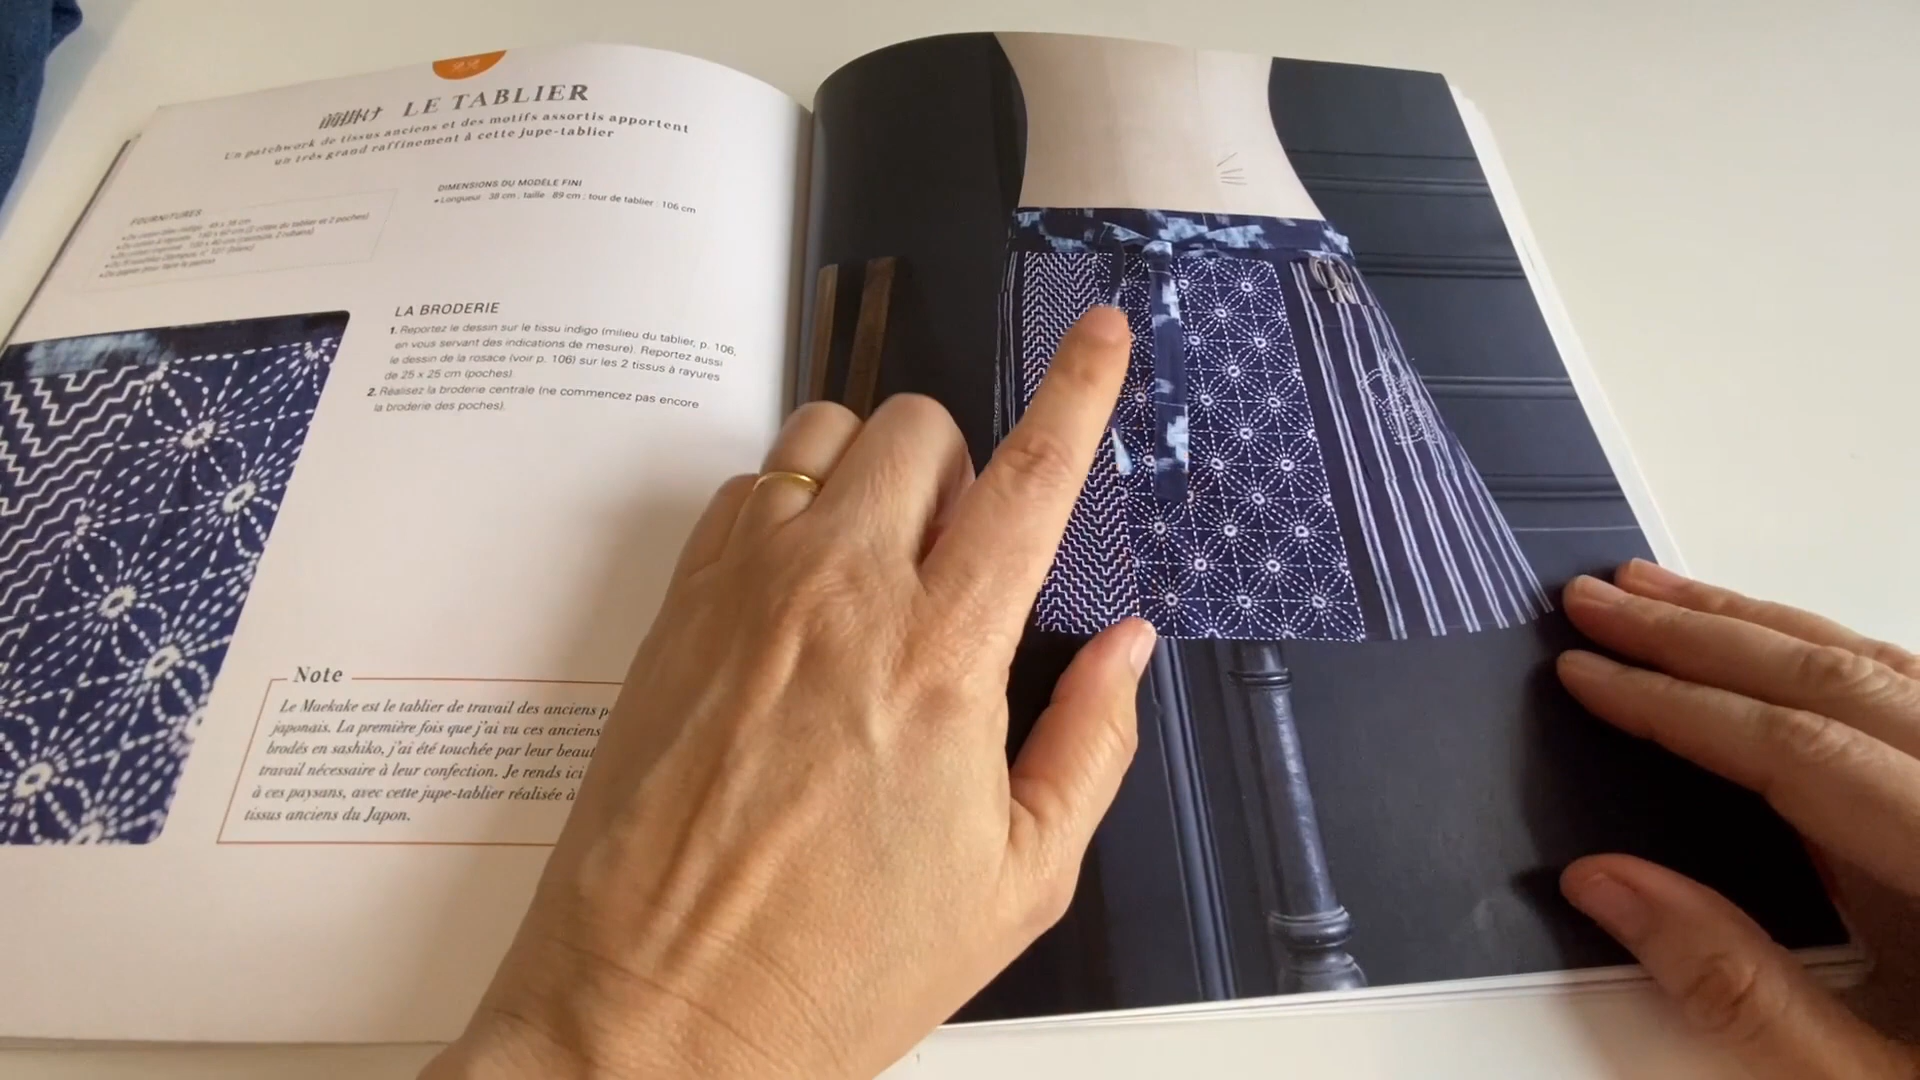 前掛け LE TABLIER
Un patchwork de tissus anciens et des motifs assortis apportent
un très grand raffinement à cette jupe-tablier
FOURNITURES
DIMENSIONS DU MODÈLE FINI
• Longueur : 38 cm ; taille : 89 cm ; tour de tablier : 106 cm
LA BRODERIE
1. Reportez le dessin sur le tissu indigo (milieu du tablier, p. 106,
en vous servant des indications de mesure). Reportez aussi
le dessin de la rosace (voir p. 106) sur les 2 tissus à rayures
de 25 x 25 cm (poches).
2. Réalisez la broderie centrale (ne commencez pas encore
la broderie des poches).
Note
Le Maekake est le tablier de travail des anciens p
japonais. La première fois que j'ai vu ces anciens
brodés en sashiko, j'ai été touchée par leur beaut
travail nécessaire à leur confection. Je rends ici
à ces paysans, avec cette jupe-tablier réalisée à
tissus anciens du Japon.